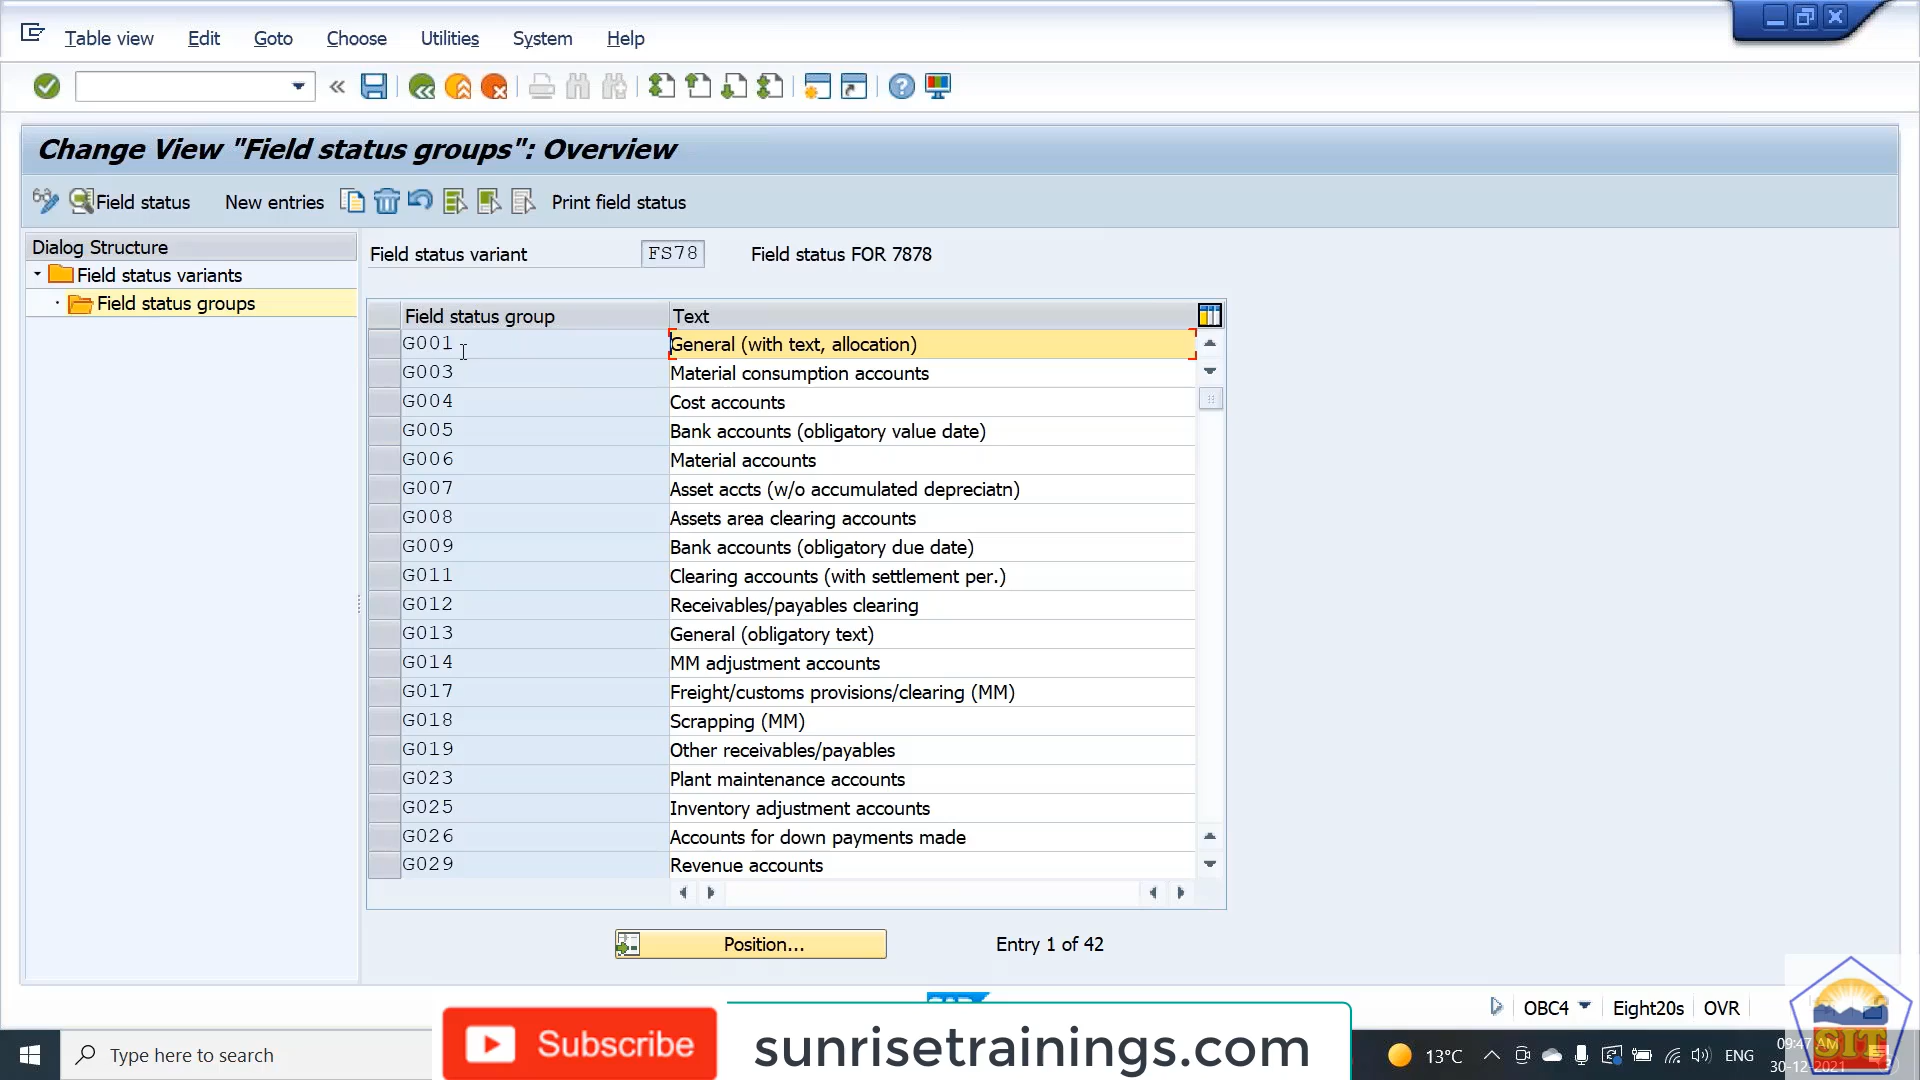 Table view Edit Goto Choose Utilities System Help
Change View "Field status groups": Overview
Field status New entries Print field status
Dialog Structure
Field status variants
Field status groups
Field status variant FS78 Field status FOR 7878
Field status group Text
G001 General (with text, allocation)
G003 Material consumption accounts
G004 Cost accounts
G005 Bank accounts (obligatory value date)
G006 Material accounts
G007 Asset accts (w/o accumulated depreciatn)
G008 Assets area clearing accounts
G009 Bank accounts (obligatory due date)
G011 Clearing accounts (with settlement per.)
G012 Receivables/payables clearing
G013 General (obligatory text)
G014 MM adjustment accounts
G017 Freight/customs provisions/clearing (MM)
G018 Scrapping (MM)
G019 Other receivables/payables
G023 Plant maintenance accounts
G025 Inventory adjustment accounts
G026 Accounts for down payments made
G029 Revenue accounts
Position... Entry 1 of 42
OBC4 Eight20s OVR
Type here to search
Subscribe
sunrisetrainings.com
13°C ENG
09:47 AM
30-12-2021
SIT